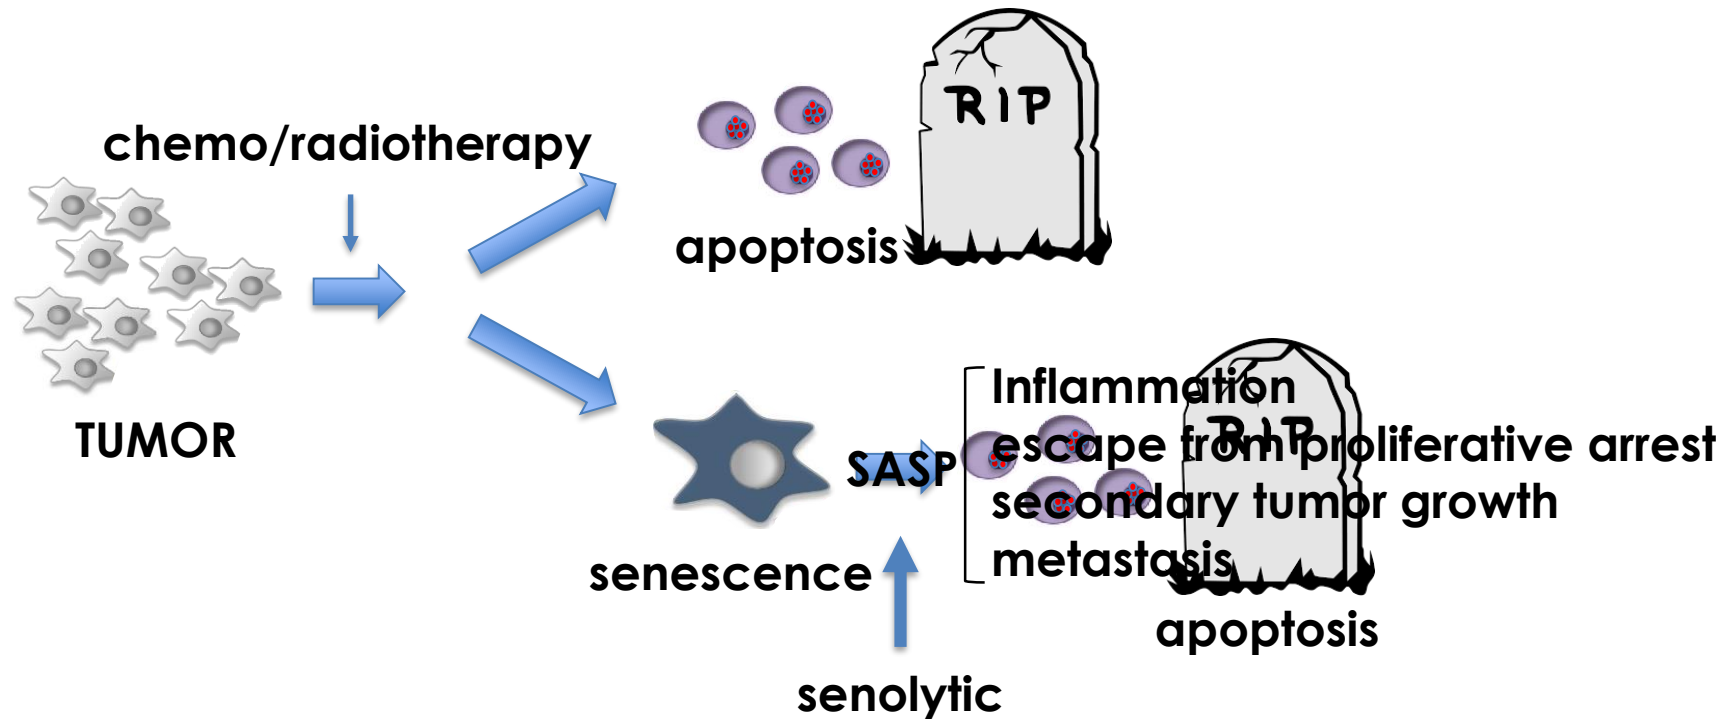 chemo/radiotherapy
RIP
apoptosis
TUMOR
Inflammation
RIP
escape from proliferative arrest
SASP
secondary tumor growth
metastasis
senescence
apoptosis
senolytic